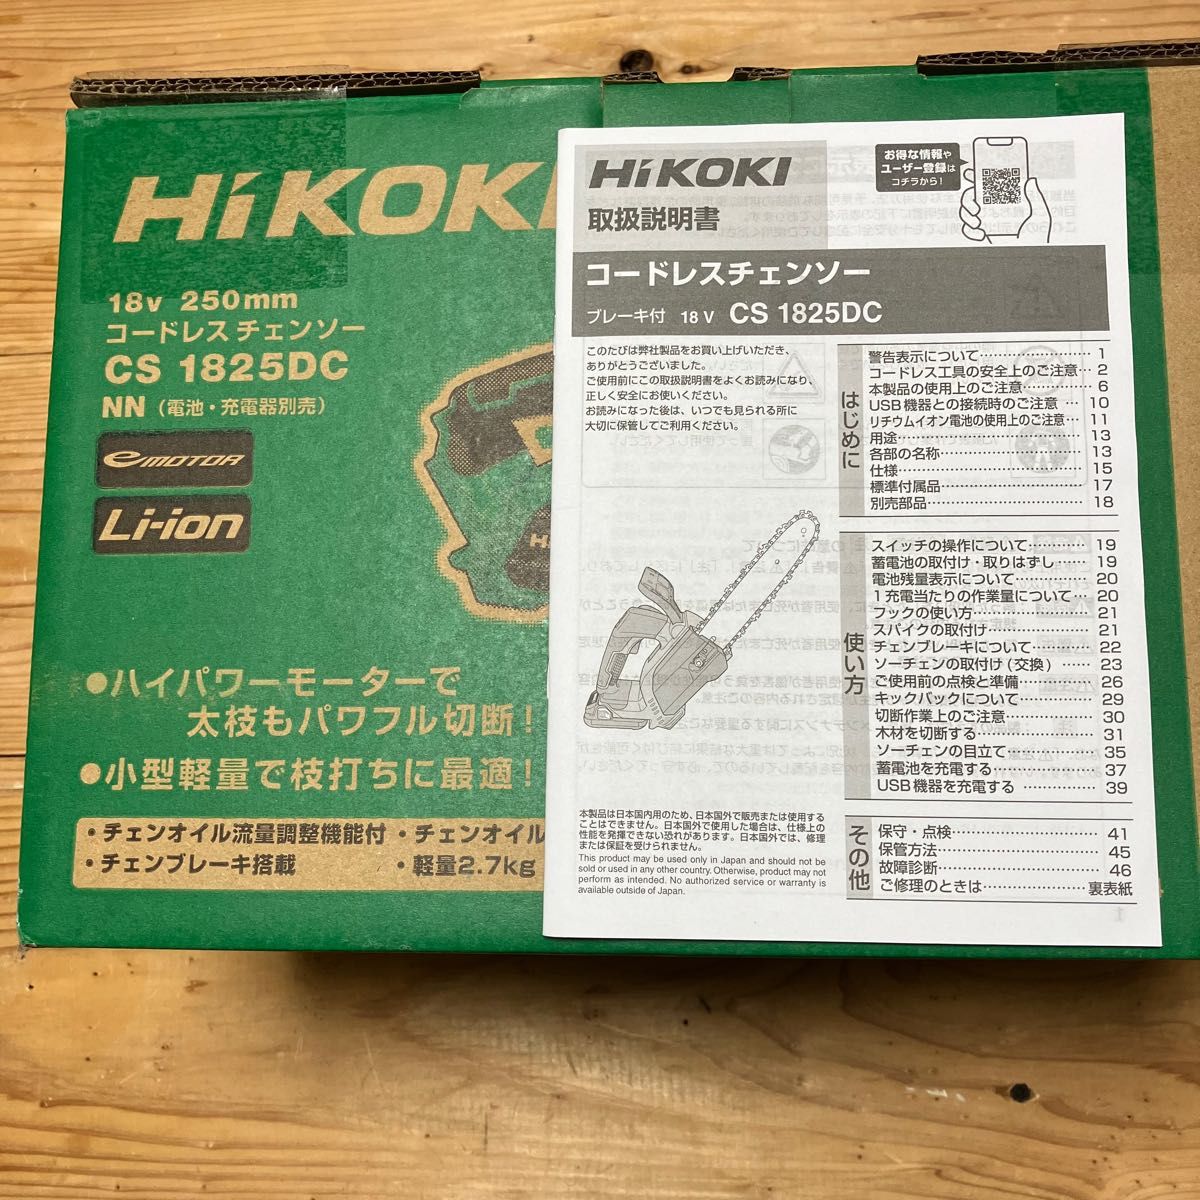 HiKOKI
18v 250mm
コードレス チェンソー
CS 1825DC
NN (電池・充電器別売)
eMOTOR
Li-ion
●ハイパワーモーターで
太枝もパワフル切断!
●小型軽量で枝打ちに最適!
・チェンオイル流量調整機能付 ・チェンオイル
・チェンブレーキ搭載 ・軽量2.7kg
HiKOKI
取扱説明書
お得な情報や
ユーザー登録は
コチラから!
コードレスチェンソー
ブレーキ付 18 V CS 1825DC
このたびは弊社製品をお買い上げいただき、
ありがとうございました。
ご使用前にこの取扱説明書をよくお読みになり、
正しく安全にお使いください。
お読みになった後は、いつでも見られる所に
大切に保管してご利用ください。
はじめに
警告表示について…………………… 1
コードレス工具の安全上のご注意… 2
本製品の使用上のご注意…………… 6
USB機器との接続時のご注意 … 10
リチウムイオン電池の使用上のご注意… 11
用途………………………………… 13
各部の名称………………………… 13
仕様………………………………… 15
標準付属品………………………… 17
別売部品…………………………… 18
使い方
スイッチの操作について………… 19
蓄電池の取付け・取りはずし…… 19
電池残量表示について…………… 20
1充電当たりの作業量について… 20
フックの使い方…………………… 21
スパイクの取付け………………… 21
チェンブレーキについて………… 22
ソーチェンの取付け(交換) …… 23
ご使用前の点検と準備…………… 26
キックバックについて…………… 29
切断作業上のご注意……………… 30
木材を切断する…………………… 31
ソーチェンの目立て……………… 35
蓄電池を充電する………………… 37
USB機器を充電する …………… 39
その他
保守・点検………………………… 41
保管方法…………………………… 45
故障診断…………………………… 46
ご修理のときは……………… 裏表紙
本製品は日本国内用のため、日本国外で販売または使用する
ことはできません。日本国外で使用した場合は、仕様上の
性能を発揮できない恐れがあります。日本国外では、修理
または保証を受けられません。
This product may be used only in Japan and should not be
sold or used in any other country. Otherwise, product may not
perform as intended. No authorized service or warranty is
available outside of Japan.